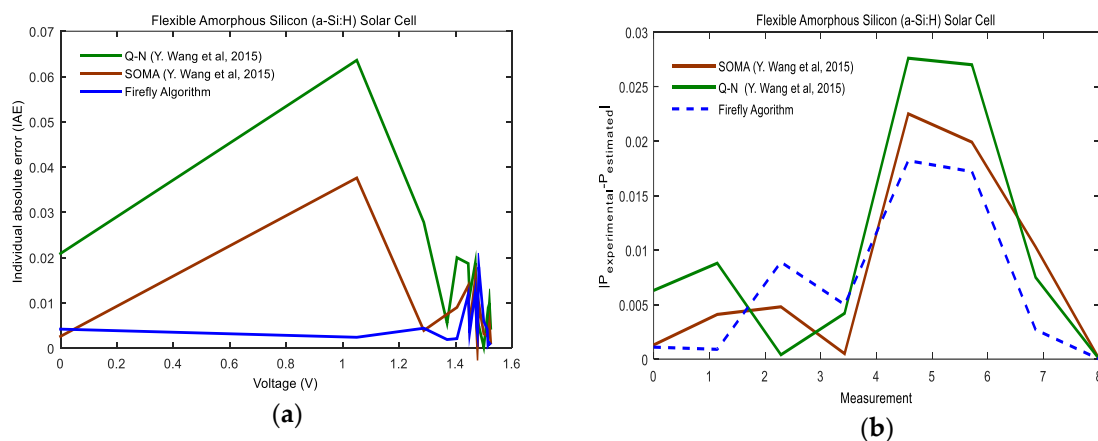 Flexible Amorphous Silicon (a-Si:H) Solar Cell
Individual absolute error (IAE)
0.07
0.06
0.05
0.04
0.03
0.02
0.01
0
Q-N (Y. Wang et al, 2015)
SOMA (Y. Wang et al, 2015)
Firefly Algorithm
0 0.2 0.4 0.6 0.8 1.0 1.2 1.4 1.6
Voltage (V)
(a)
Flexible Amorphous Silicon (a-Si:H) Solar Cell
|Pexperimental-Pestimated|
0.03
0.025
0.02
0.015
0.01
0.005
0
SOMA (Y. Wang et al, 2015)
Q-N (Y. Wang et al, 2015)
Firefly Agorithm
0 1 2 3 4 5 6 7 8
Measurement
(b)